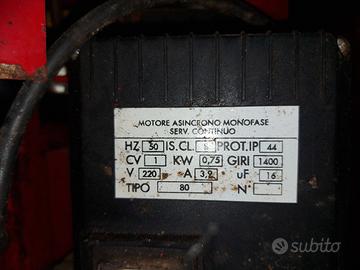 MOTORE ASINCRONO MONOFASE
SERV. CONTINUO
HZ 50 IS.CL. PROT.IP 44
CV 1 KW 0,75 GIRI 1400
V 220 A 3,9 uF 16
TIPO 80 N°
subito